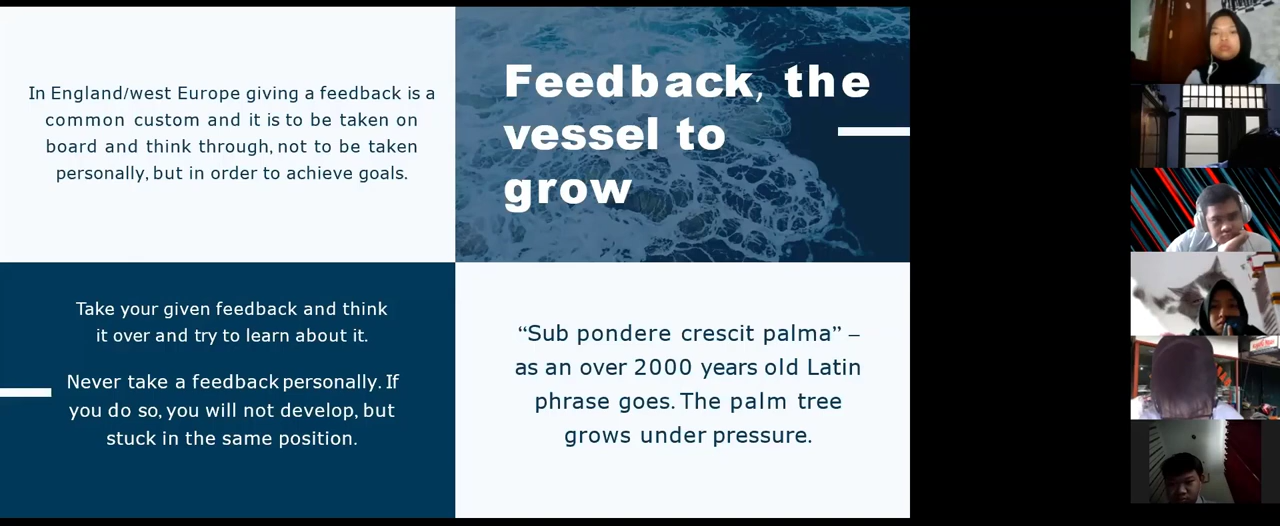 In England/west Europe giving a feedback is a
common custom and it is to be taken on
board and think through, not to be taken
personally, but in order to achieve goals.
Feedback, the
vessel to
grow
Take your given feedback and think
it over and try to learn about it.
Never take a feedback personally. If
you do so, you will not develop, but
stuck in the same position.
“Sub pondere crescit palma” –
as an over 2000 years old Latin
phrase goes. The palm tree
grows under pressure.